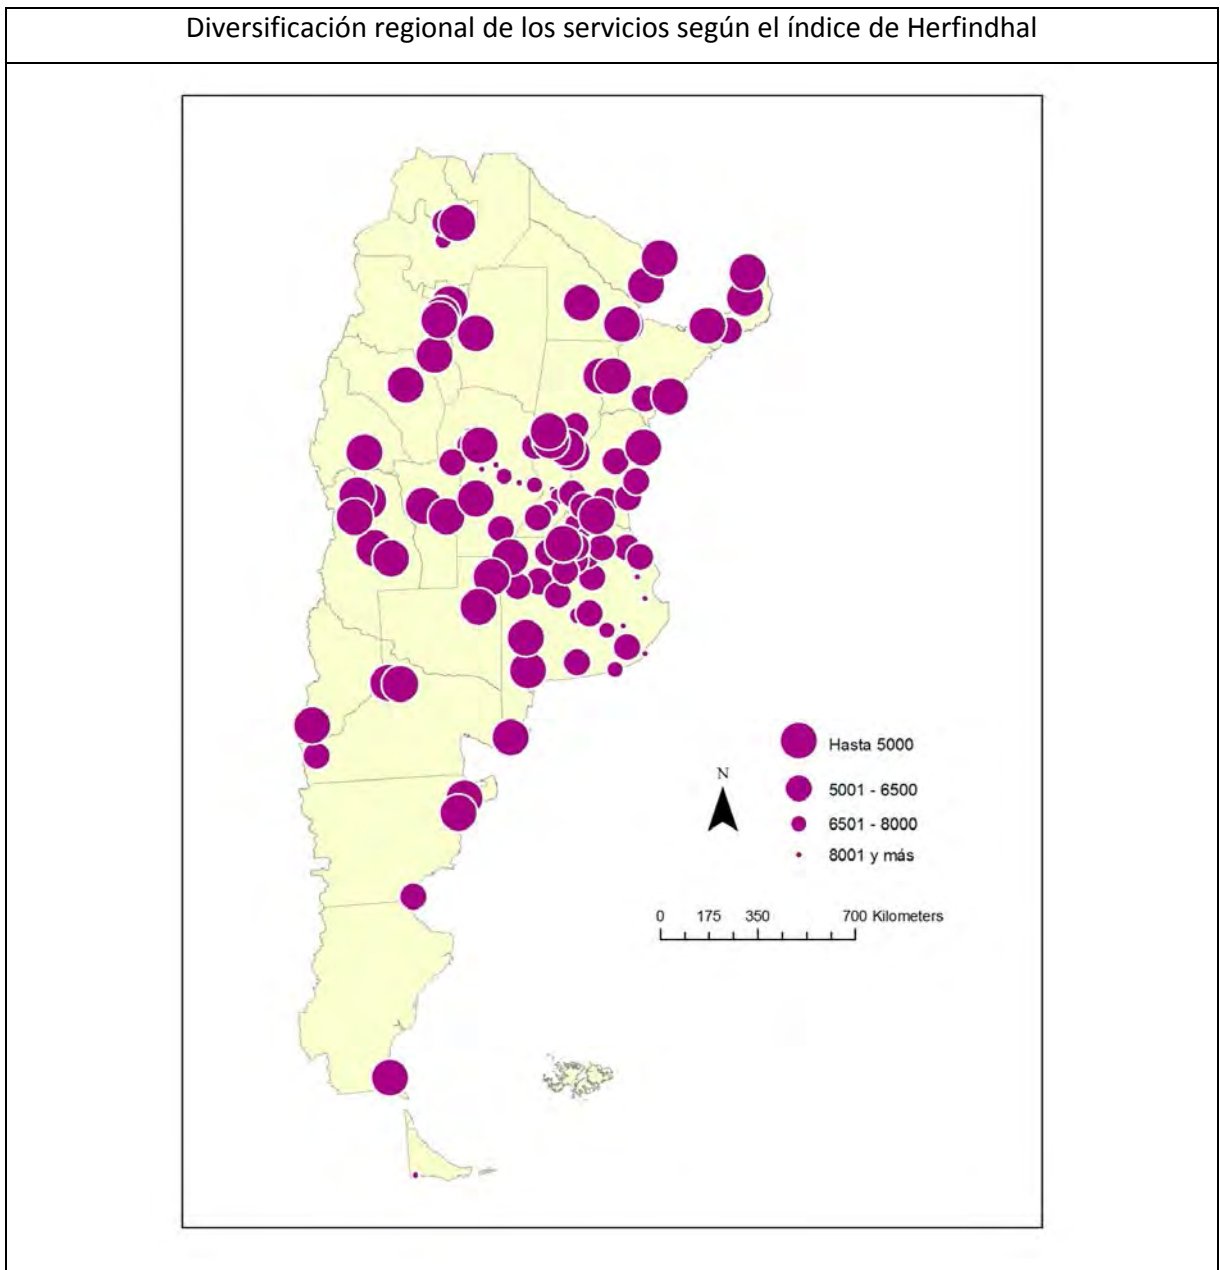 Diversificación regional de los servicios según el índice de Herfindhal
Hasta 5000
N
5001 - 6500
6501 - 8000
8001 y más
0 175 350 700 Kilometers